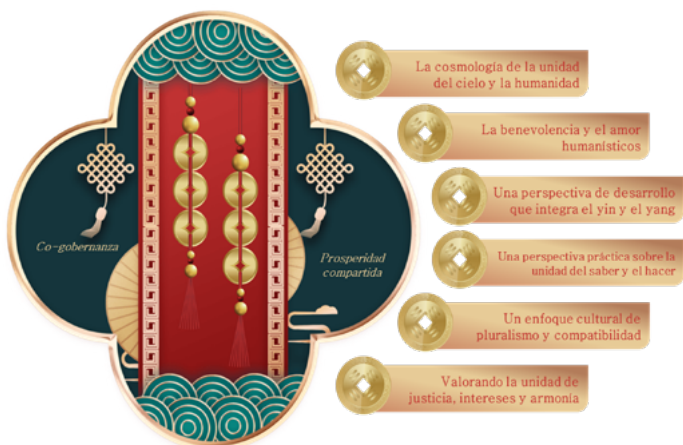 Co-gobernanza
Prosperidad
compartida
La cosmología de la unidad
del cielo y la humanidad
La benevolencia y el amor
humanísticos
Una perspectiva de desarrollo
que integra el yin y el yang
Una perspectiva práctica sobre la
unidad del saber y el hacer
Un enfoque cultural de
pluralismo y compatibilidad
Valorando la unidad de
justicia, intereses y armonía